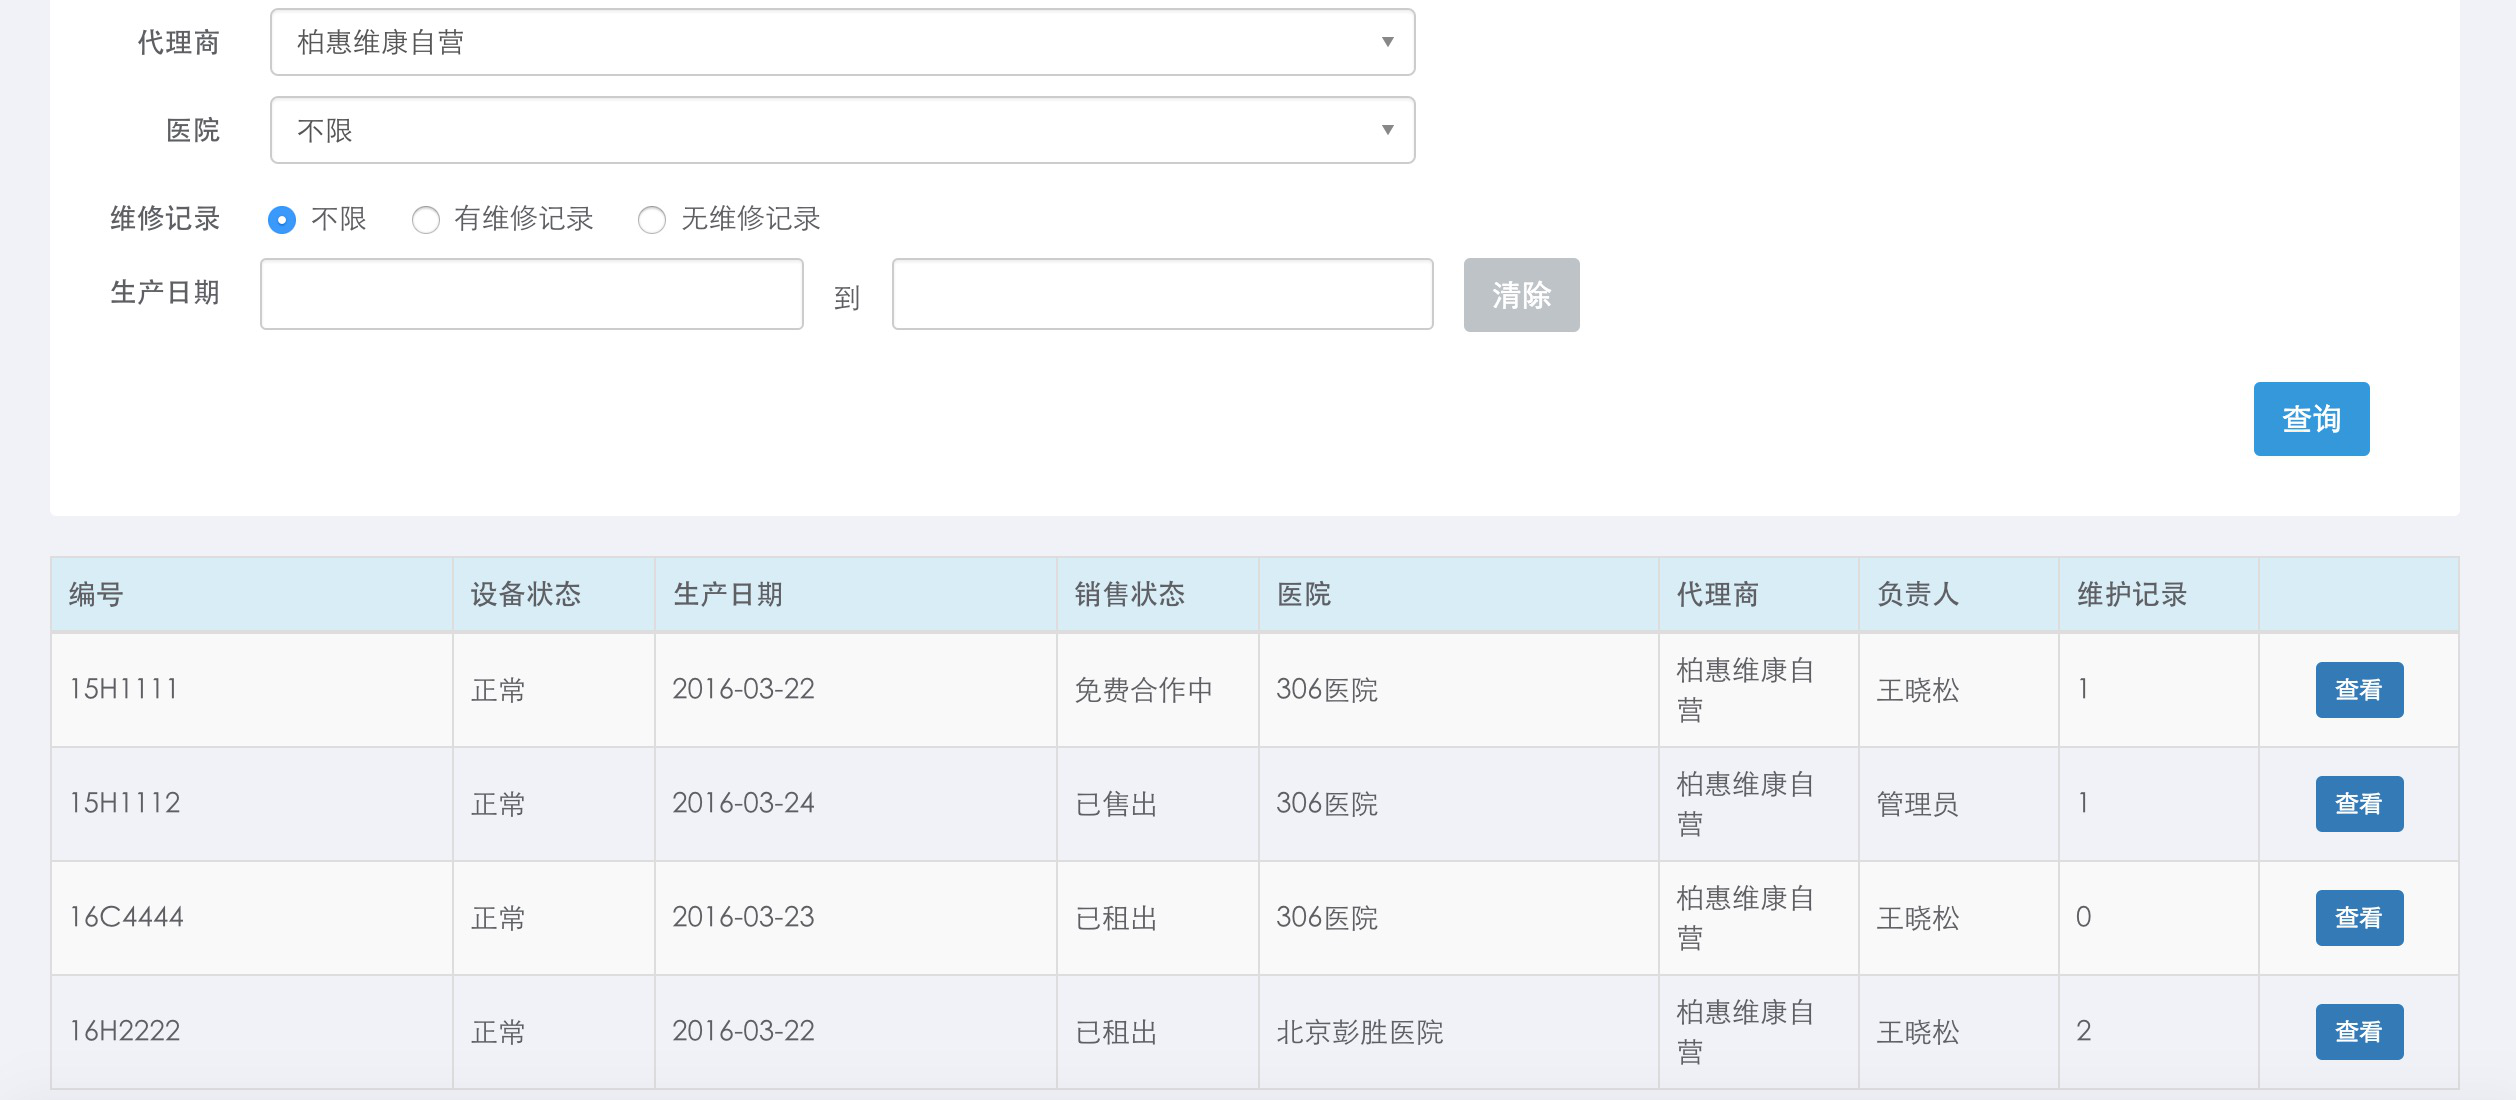 代理商 柏惠维康自营
医院 不限
维修记录 不限 有维修记录 无维修记录
生产日期 到 清除
查询
编号 设备状态 生产日期 销售状态 医院 代理商 负责人 维护记录
15H1111 正常 2016-03-22 免费合作中 306医院 柏惠维康自营 王晓松 1 查看
15H1112 正常 2016-03-24 已售出 306医院 柏惠维康自营 管理员 1 查看
16C4444 正常 2016-03-23 已租出 306医院 柏惠维康自营 王晓松 0 查看
16H2222 正常 2016-03-22 已租出 北京彭胜医院 柏惠维康自营 王晓松 2 查看